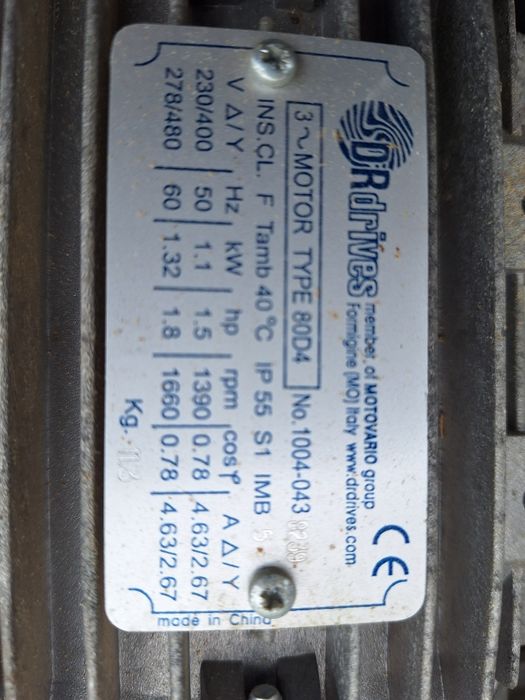 DRdrives
member of MOTOVARIO group
Formigine (MO) Italy www.drdrives.com
CE
3~MOTOR TYPE 80D4 No.1004-043
INS.CL. F Tamb 40°C IP 55 S1 IMB 5
V Δ/Y Hz kW hp rpm cosφ A Δ/Y
230/400 50 1.1 1.5 1390 0.78 4.63/2.67
278/480 60 1.32 1.8 1660 0.78 4.63/2.67
Kg.
made in China